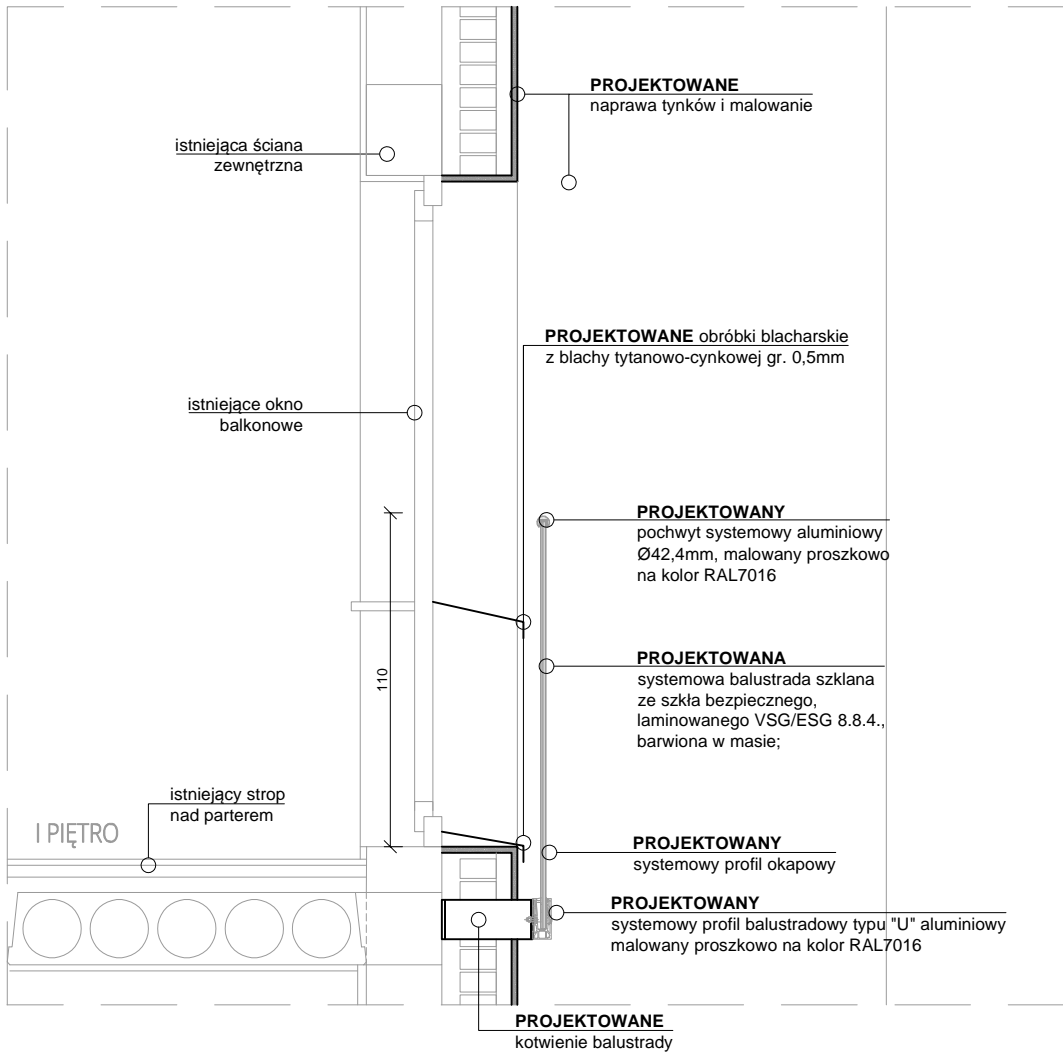 PROJEKTOWANE
naprawa tynków i malowanie
istniejąca ściana
zewnętrzna
PROJEKTOWANE obróbki blacharskie
z blachy tytanowo-cynkowej gr. 0,5mm
istniejące okno
balkonowe
PROJEKTOWANY
pochwyt systemowy aluminiowy
Ø42,4mm, malowany proszkowo
na kolor RAL7016
110
PROJEKTOWANA
systemowa balustrada szklana
ze szkła bezpiecznego,
laminowanego VSG/ESG 8.8.4.,
barwiona w masie;
istniejący strop
nad parterem
I PIĘTRO
PROJEKTOWANY
systemowy profil okapowy
PROJEKTOWANY
systemowy profil balustradowy typu "U" aluminiowy
malowany proszkowo na kolor RAL7016
PROJEKTOWANE
kotwienie balustrady